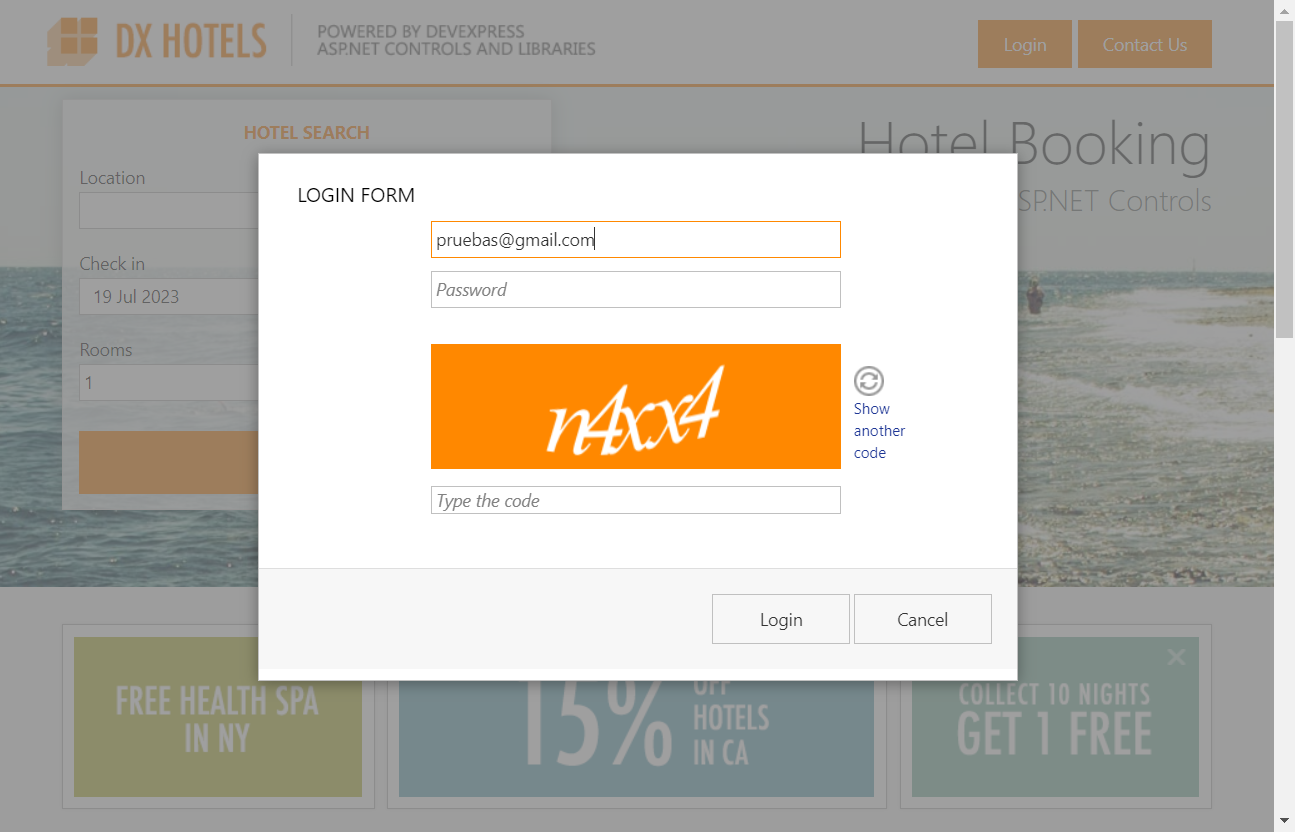 DX HOTELS
POWERED BY DEVEXPRESS
ASP.NET CONTROLS AND LIBRARIES
Login
Contact Us
HOTEL SEARCH
Location
Check in
19 Jul 2023
Rooms
1
Hotel Booking
ASP.NET Controls
LOGIN FORM
pruebas@gmail.com
Password
n4xx4
Show
another
code
Type the code
Login
Cancel
FREE HEALTH SPA
IN NY
15%
OFF
HOTELS
IN CA
COLLECT 10 NIGHTS
GET 1 FREE